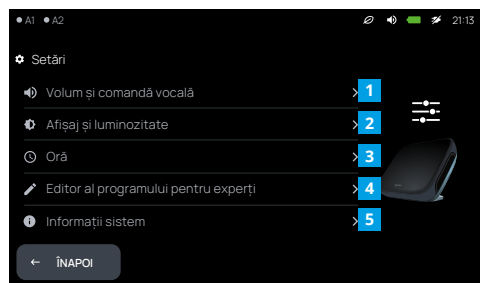 A1 A2 21:13
Setări
Volum și comandă vocală 1
Afișaj și luminozitate 2
Oră 3
Editor al programului pentru experți 4
Informații sistem 5
← ÎNAPOI